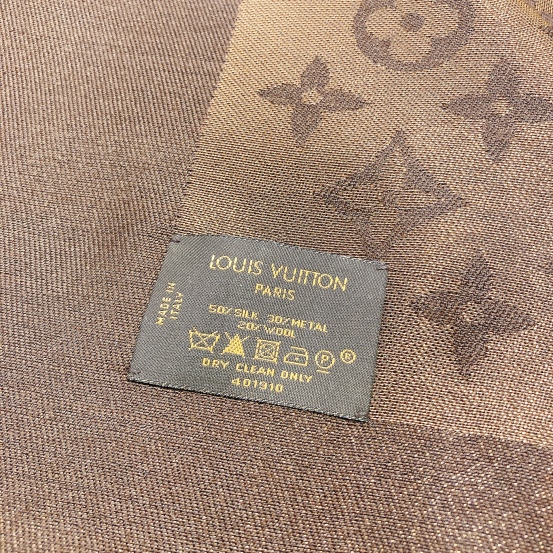 LOUIS VUITTON
PARIS
MADE IN
ITALY
50% SILK 30% METAL
20% WOOL
P ®
DRY CLEAN ONLY
401910